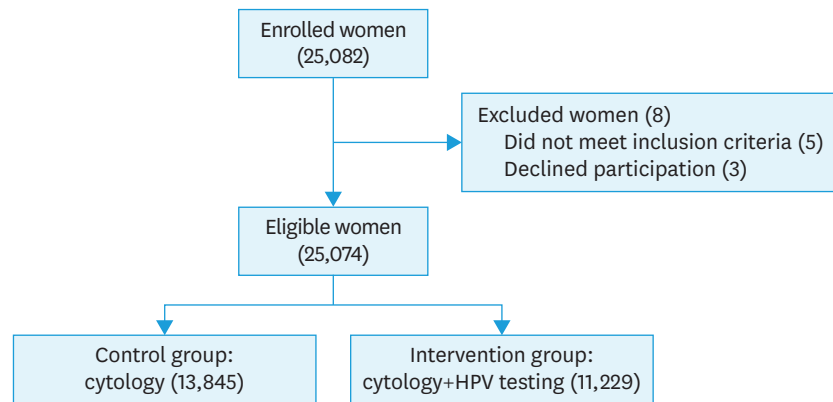 Enrolled women
(25,082)
Excluded women (8)
Did not meet inclusion criteria (5)
Declined participation (3)
Eligible women
(25,074)
Control group:
cytology (13,845)
Intervention group:
cytology+HPV testing (11,229)